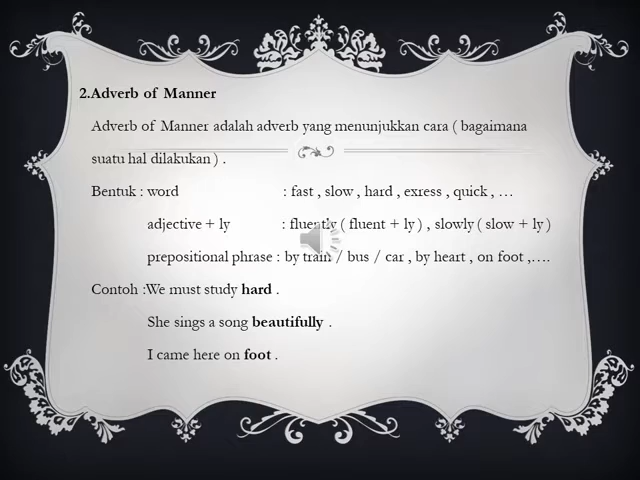 2.Adverb of Manner
Adverb of Manner adalah adverb yang menunjukkan cara ( bagaimana
suatu hal dilakukan ) .
Bentuk : word : fast , slow , hard , exress , quick , …
adjective + ly : fluently ( fluent + ly ) , slowly ( slow + ly )
prepositional phrase : by train / bus / car , by heart , on foot ,….
Contoh :We must study hard .
She sings a song beautifully .
I came here on foot .